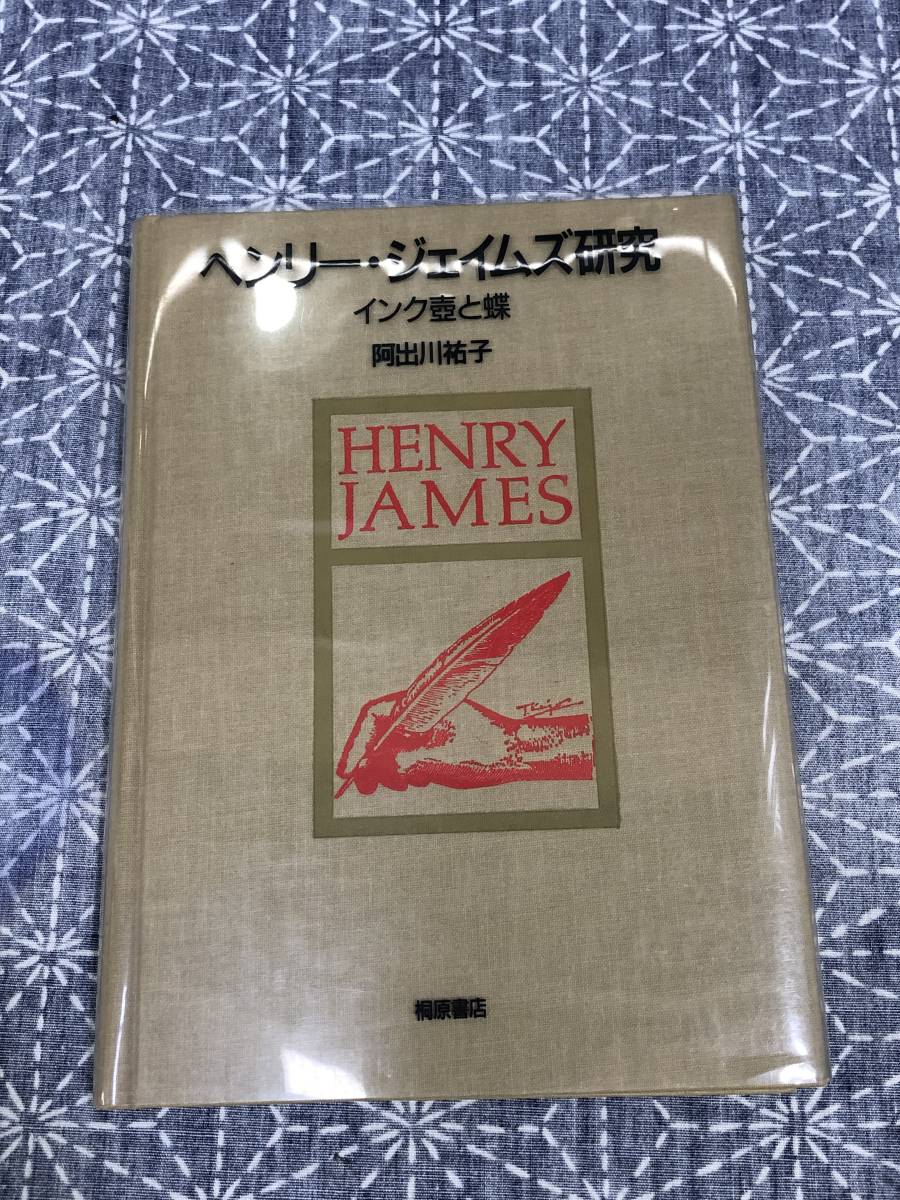 ヘンリー・ジェイムズ研究
インク壺と蝶
阿出川祐子
HENRY
JAMES
桐原書店